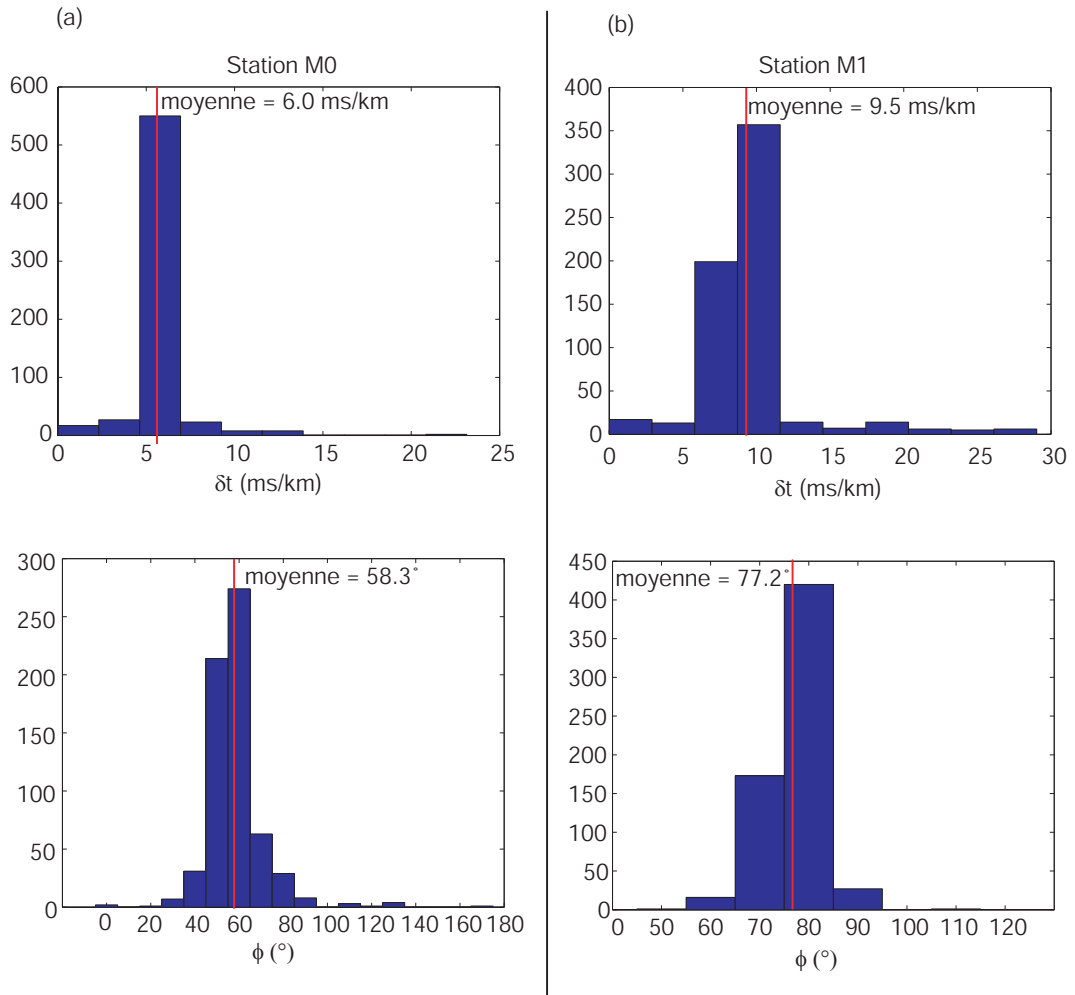 (a)
Station M0
moyenne = 6.0 ms/km
600
500
400
300
200
100
0
0 5 10 15 20 25
δt (ms/km)
moyenne = 58.3°
300
250
200
150
100
50
0
0 20 40 60 80 100 120 140 160 180
ϕ (°)
(b)
Station M1
moyenne = 9.5 ms/km
400
350
300
250
200
150
100
50
0
0 5 10 15 20 25 30
δt (ms/km)
moyenne = 77.2°
450
400
350
300
250
200
150
100
50
0
0 50 60 70 80 90 100 110 120
ϕ (°)